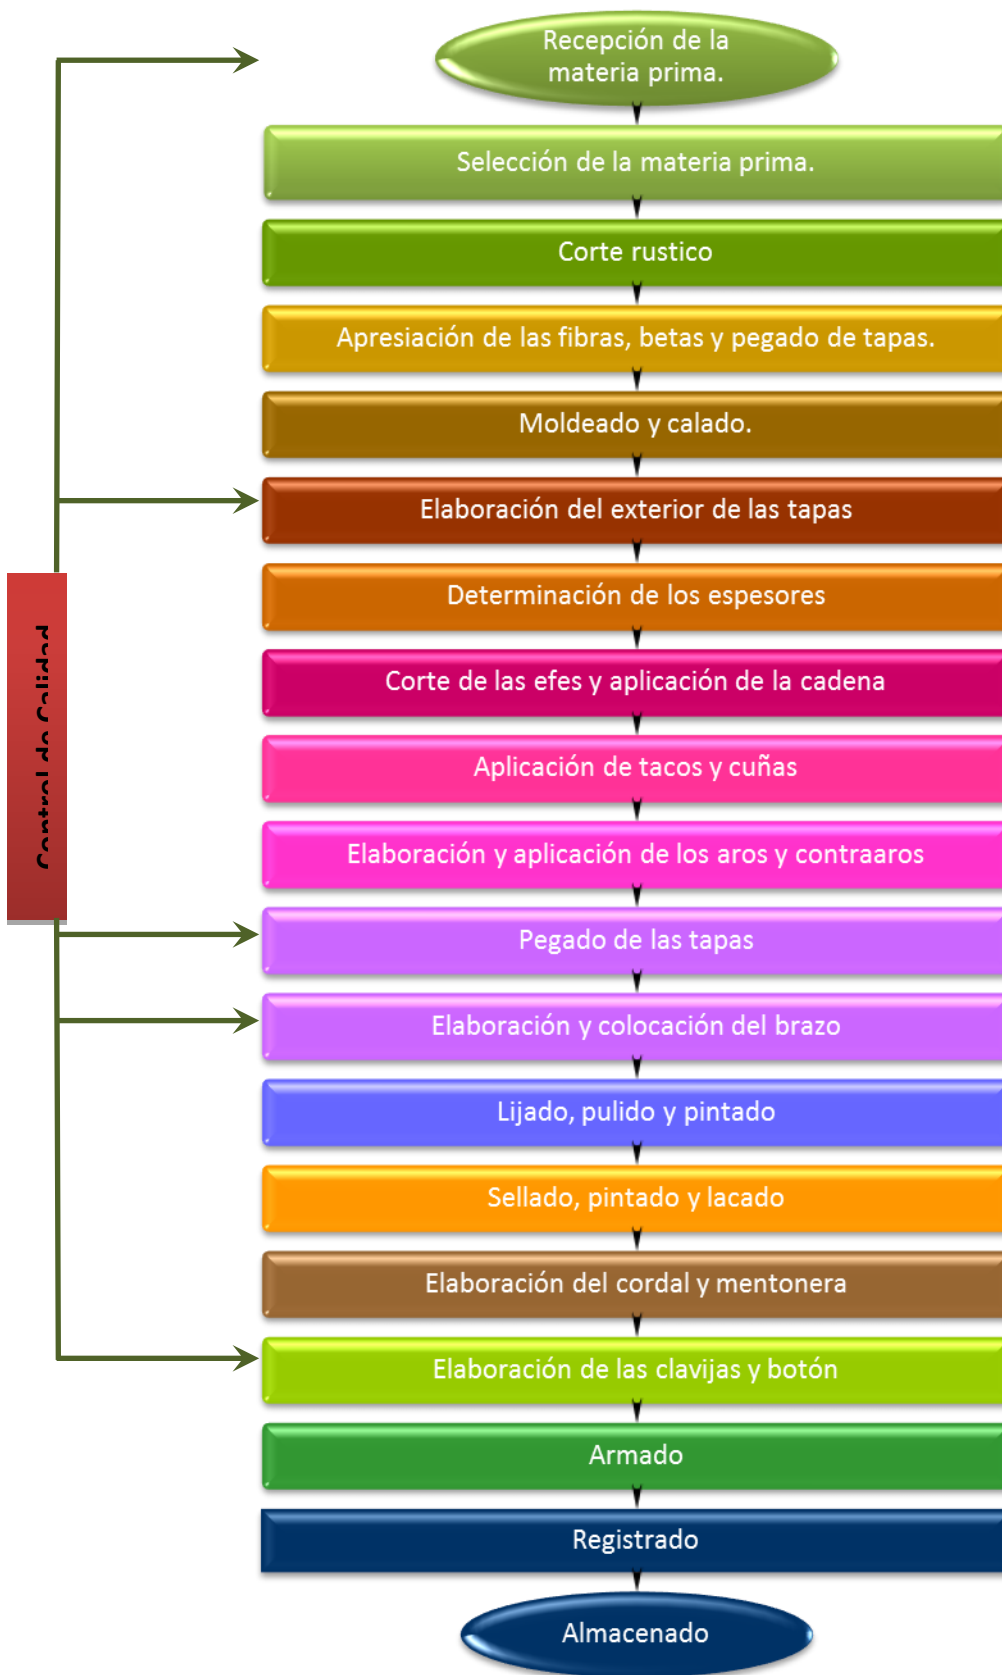 Recepción de la
materia prima.
Selección de la materia prima.
Corte rustico
Apresiación de las fibras, betas y pegado de tapas.
Moldeado y calado.
Elaboración del exterior de las tapas
Determinación de los espesores
Corte de las efes y aplicación de la cadena
Aplicación de tacos y cuñas
Elaboración y aplicación de los aros y contraaros
Pegado de las tapas
Elaboración y colocación del brazo
Lijado, pulido y pintado
Sellado, pintado y lacado
Elaboración del cordal y mentonera
Elaboración de las clavijas y botón
Armado
Registrado
Almacenado
Control de Calidad